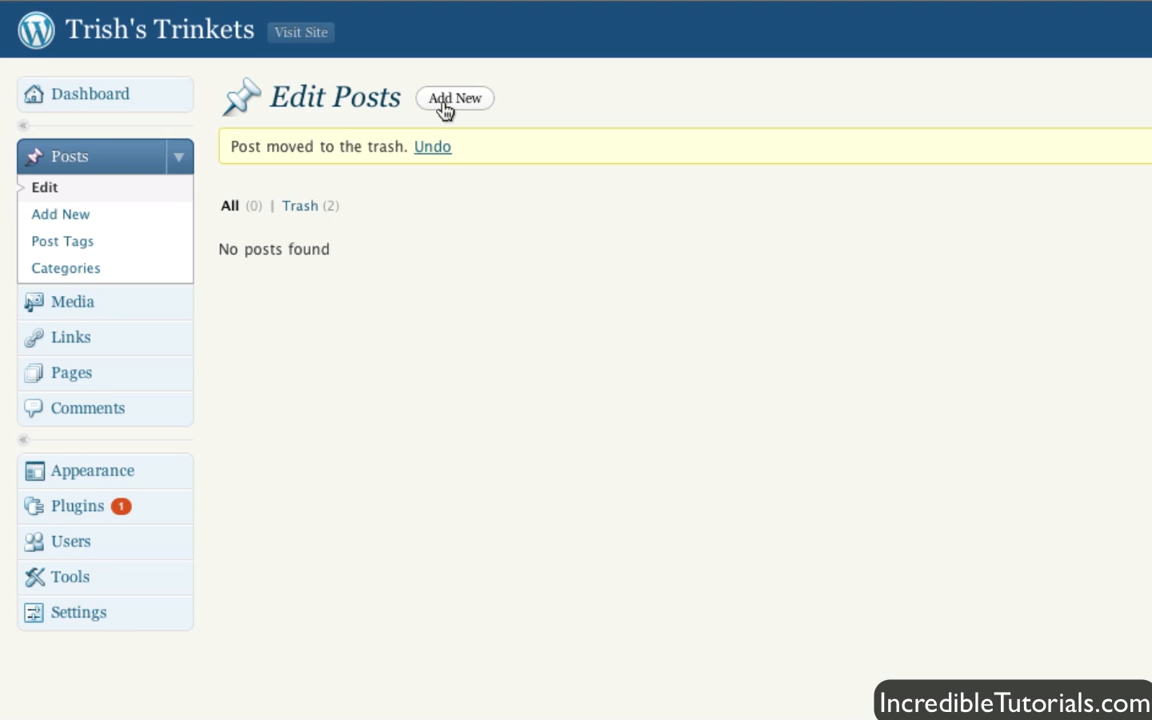 Trish's Trinkets Visit Site
Dashboard
Posts
Edit
Add New
Post Tags
Categories
Media
Links
Pages
Comments
Appearance
Plugins 1
Users
Tools
Settings
Edit Posts Add New
Post moved to the trash. Undo
All (0) | Trash (2)
No posts found
IncredibleTutorials.com